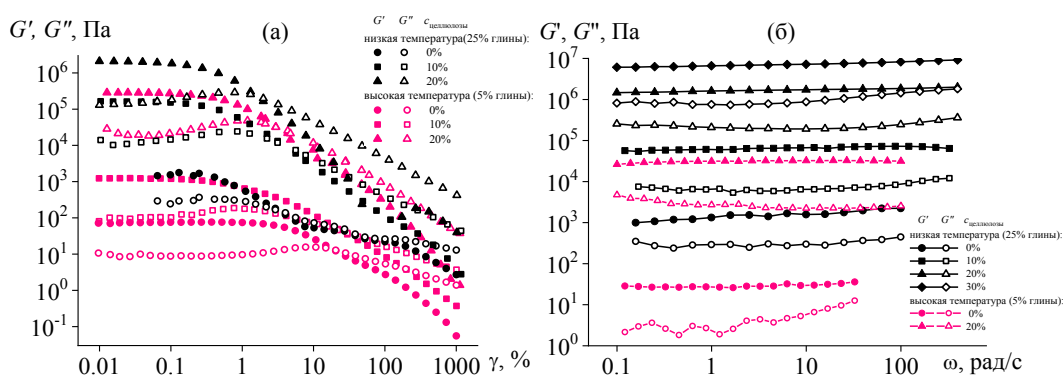 G', G'', Па
(а)
G' G'' c целлюлозы
низкая температура(25% глины):
0%
10%
20%
высокая температура (5% глины):
0%
10%
20%
10⁶
10⁵
10⁴
10³
10²
10¹
10⁰
10⁻¹
0.01 0.1 1 10 100 1000 γ, %
G', G'', Па
(б)
10⁷
10⁶
10⁵
10⁴
10³
10²
10¹
10⁰
G' G'' c целлюлозы
низкая температура (25% глины):
0%
10%
20%
30%
высокая температура (5% глины):
0%
20%
0.1 1 10 100 ω, рад/с